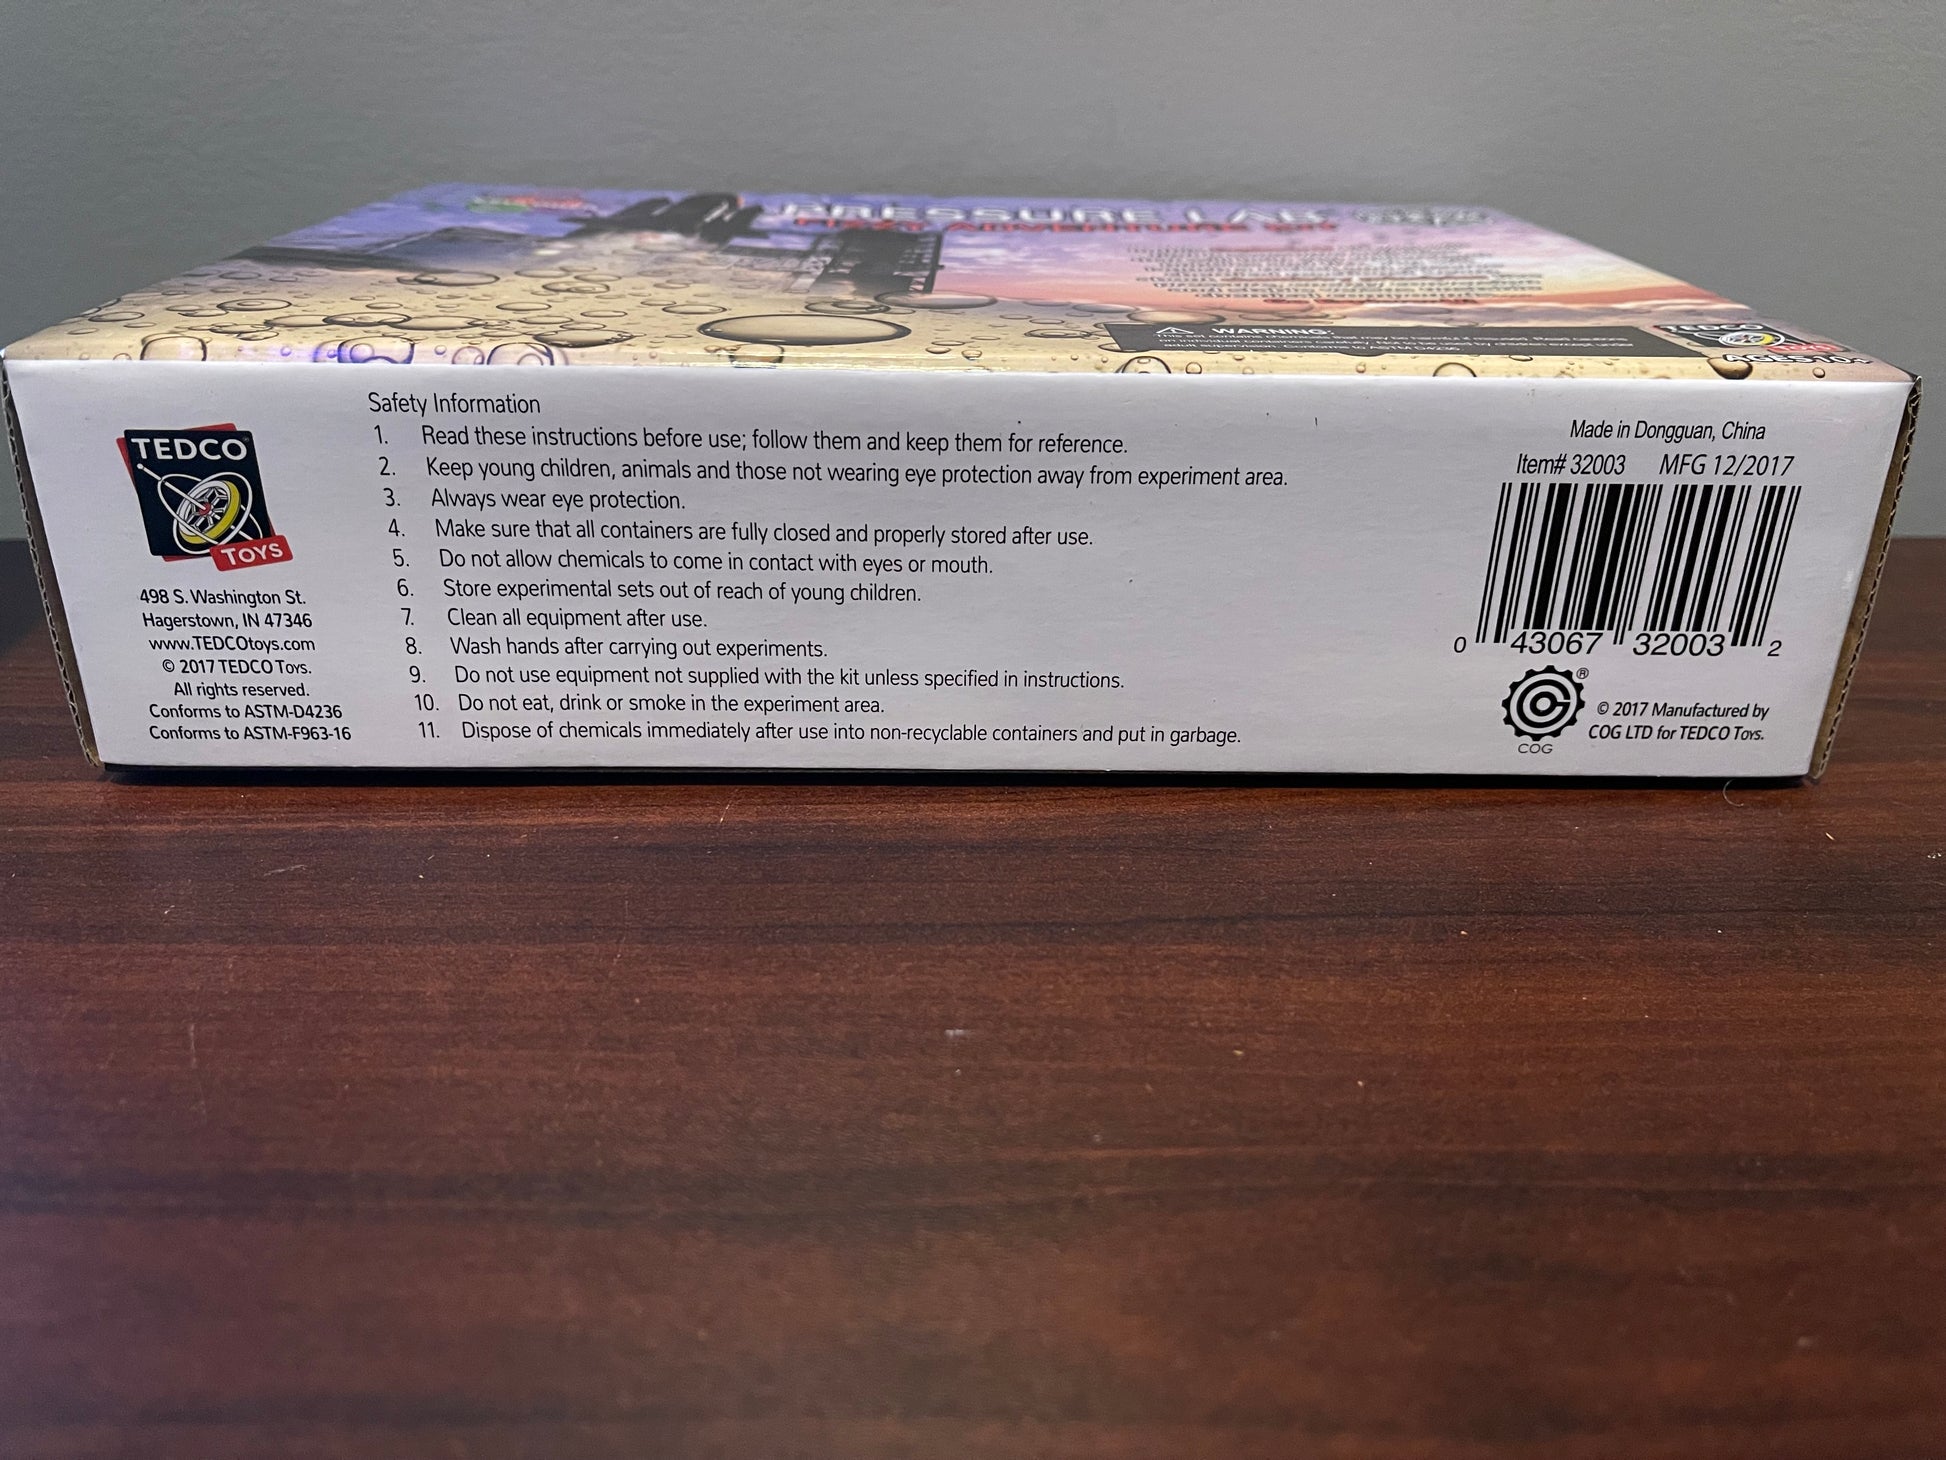 PRESSURE LAB
WARNING:
TEDCO
AGES 10+
TEDCO
TOYS
498 S. Washington St.
Hagerstown, IN 47346
www.TEDCOtoys.com
© 2017 TEDCO Toys.
All rights reserved.
Conforms to ASTM-D4236
Conforms to ASTM-F963-16
Safety Information
1. Read these instructions before use; follow them and keep them for reference.
2. Keep young children, animals and those not wearing eye protection away from experiment area.
3. Always wear eye protection.
4. Make sure that all containers are fully closed and properly stored after use.
5. Do not allow chemicals to come in contact with eyes or mouth.
6. Store experimental sets out of reach of young children.
7. Clean all equipment after use.
8. Wash hands after carrying out experiments.
9. Do not use equipment not supplied with the kit unless specified in instructions.
10. Do not eat, drink or smoke in the experiment area.
11. Dispose of chemicals immediately after use into non-recyclable containers and put in garbage.
Made in Dongguan, China
Item# 32003 MFG 12/2017
0 43067 32003 2
®
COG
© 2017 Manufactured by
COG LTD for TEDCO Toys.